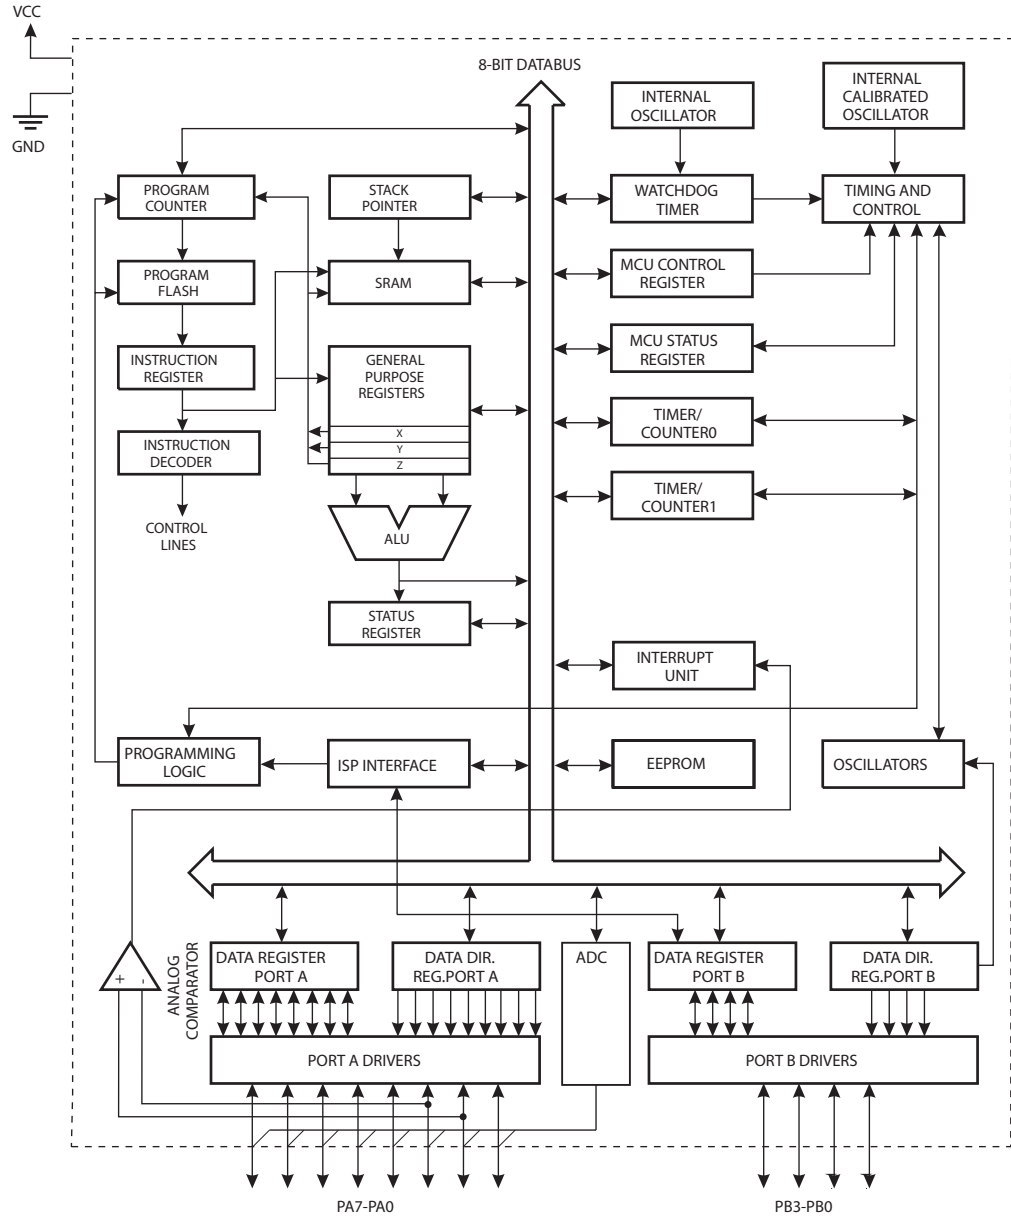 VCC
GND
8-BIT DATABUS
INTERNAL
OSCILLATOR
INTERNAL
CALIBRATED
OSCILLATOR
PROGRAM
COUNTER
STACK
POINTER
WATCHDOG
TIMER
TIMING AND
CONTROL
PROGRAM
FLASH
SRAM
MCU CONTROL
REGISTER
INSTRUCTION
REGISTER
GENERAL
PURPOSE
REGISTERS
X
Y
Z
MCU STATUS
REGISTER
INSTRUCTION
DECODER
TIMER/
COUNTER0
CONTROL
LINES
ALU
TIMER/
COUNTER1
STATUS
REGISTER
INTERRUPT
UNIT
PROGRAMMING
LOGIC
ISP INTERFACE
EEPROM
OSCILLATORS
ANALOG
COMPARATOR
+
-
DATA REGISTER
PORT A
DATA DIR.
REG.PORT A
ADC
DATA REGISTER
PORT B
DATA DIR.
REG.PORT B
PORT A DRIVERS
PORT B DRIVERS
PA7-PA0
PB3-PB0